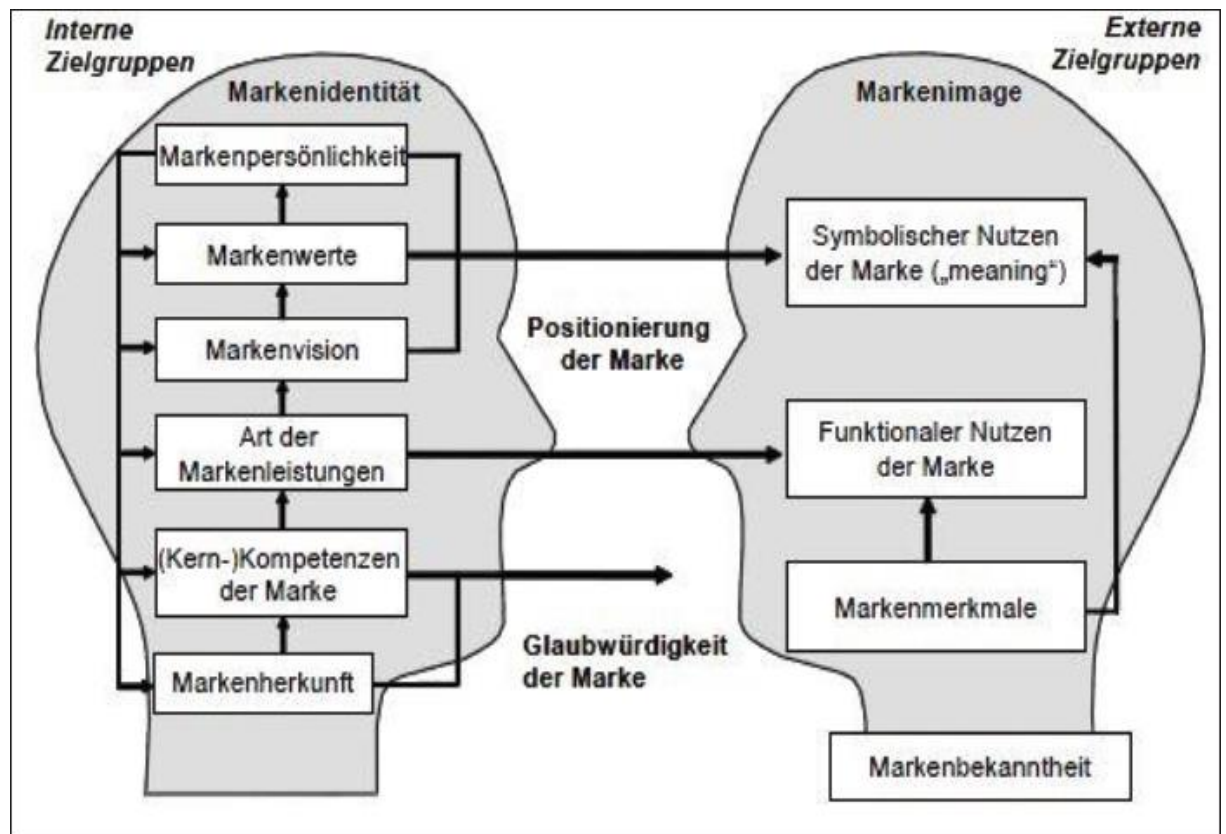 Interne
Zielgruppen
Externe
Zielgruppen
Markenidentität
Markenpersönlichkeit
Markenwerte
Markenvision
Art der
Markenleistungen
(Kern-)Kompetenzen
der Marke
Markenherkunft
Positionierung
der Marke
Glaubwürdigkeit
der Marke
Markenimage
Symbolischer Nutzen
der Marke („meaning“)
Funktionaler Nutzen
der Marke
Markenmerkmale
Markenbekanntheit